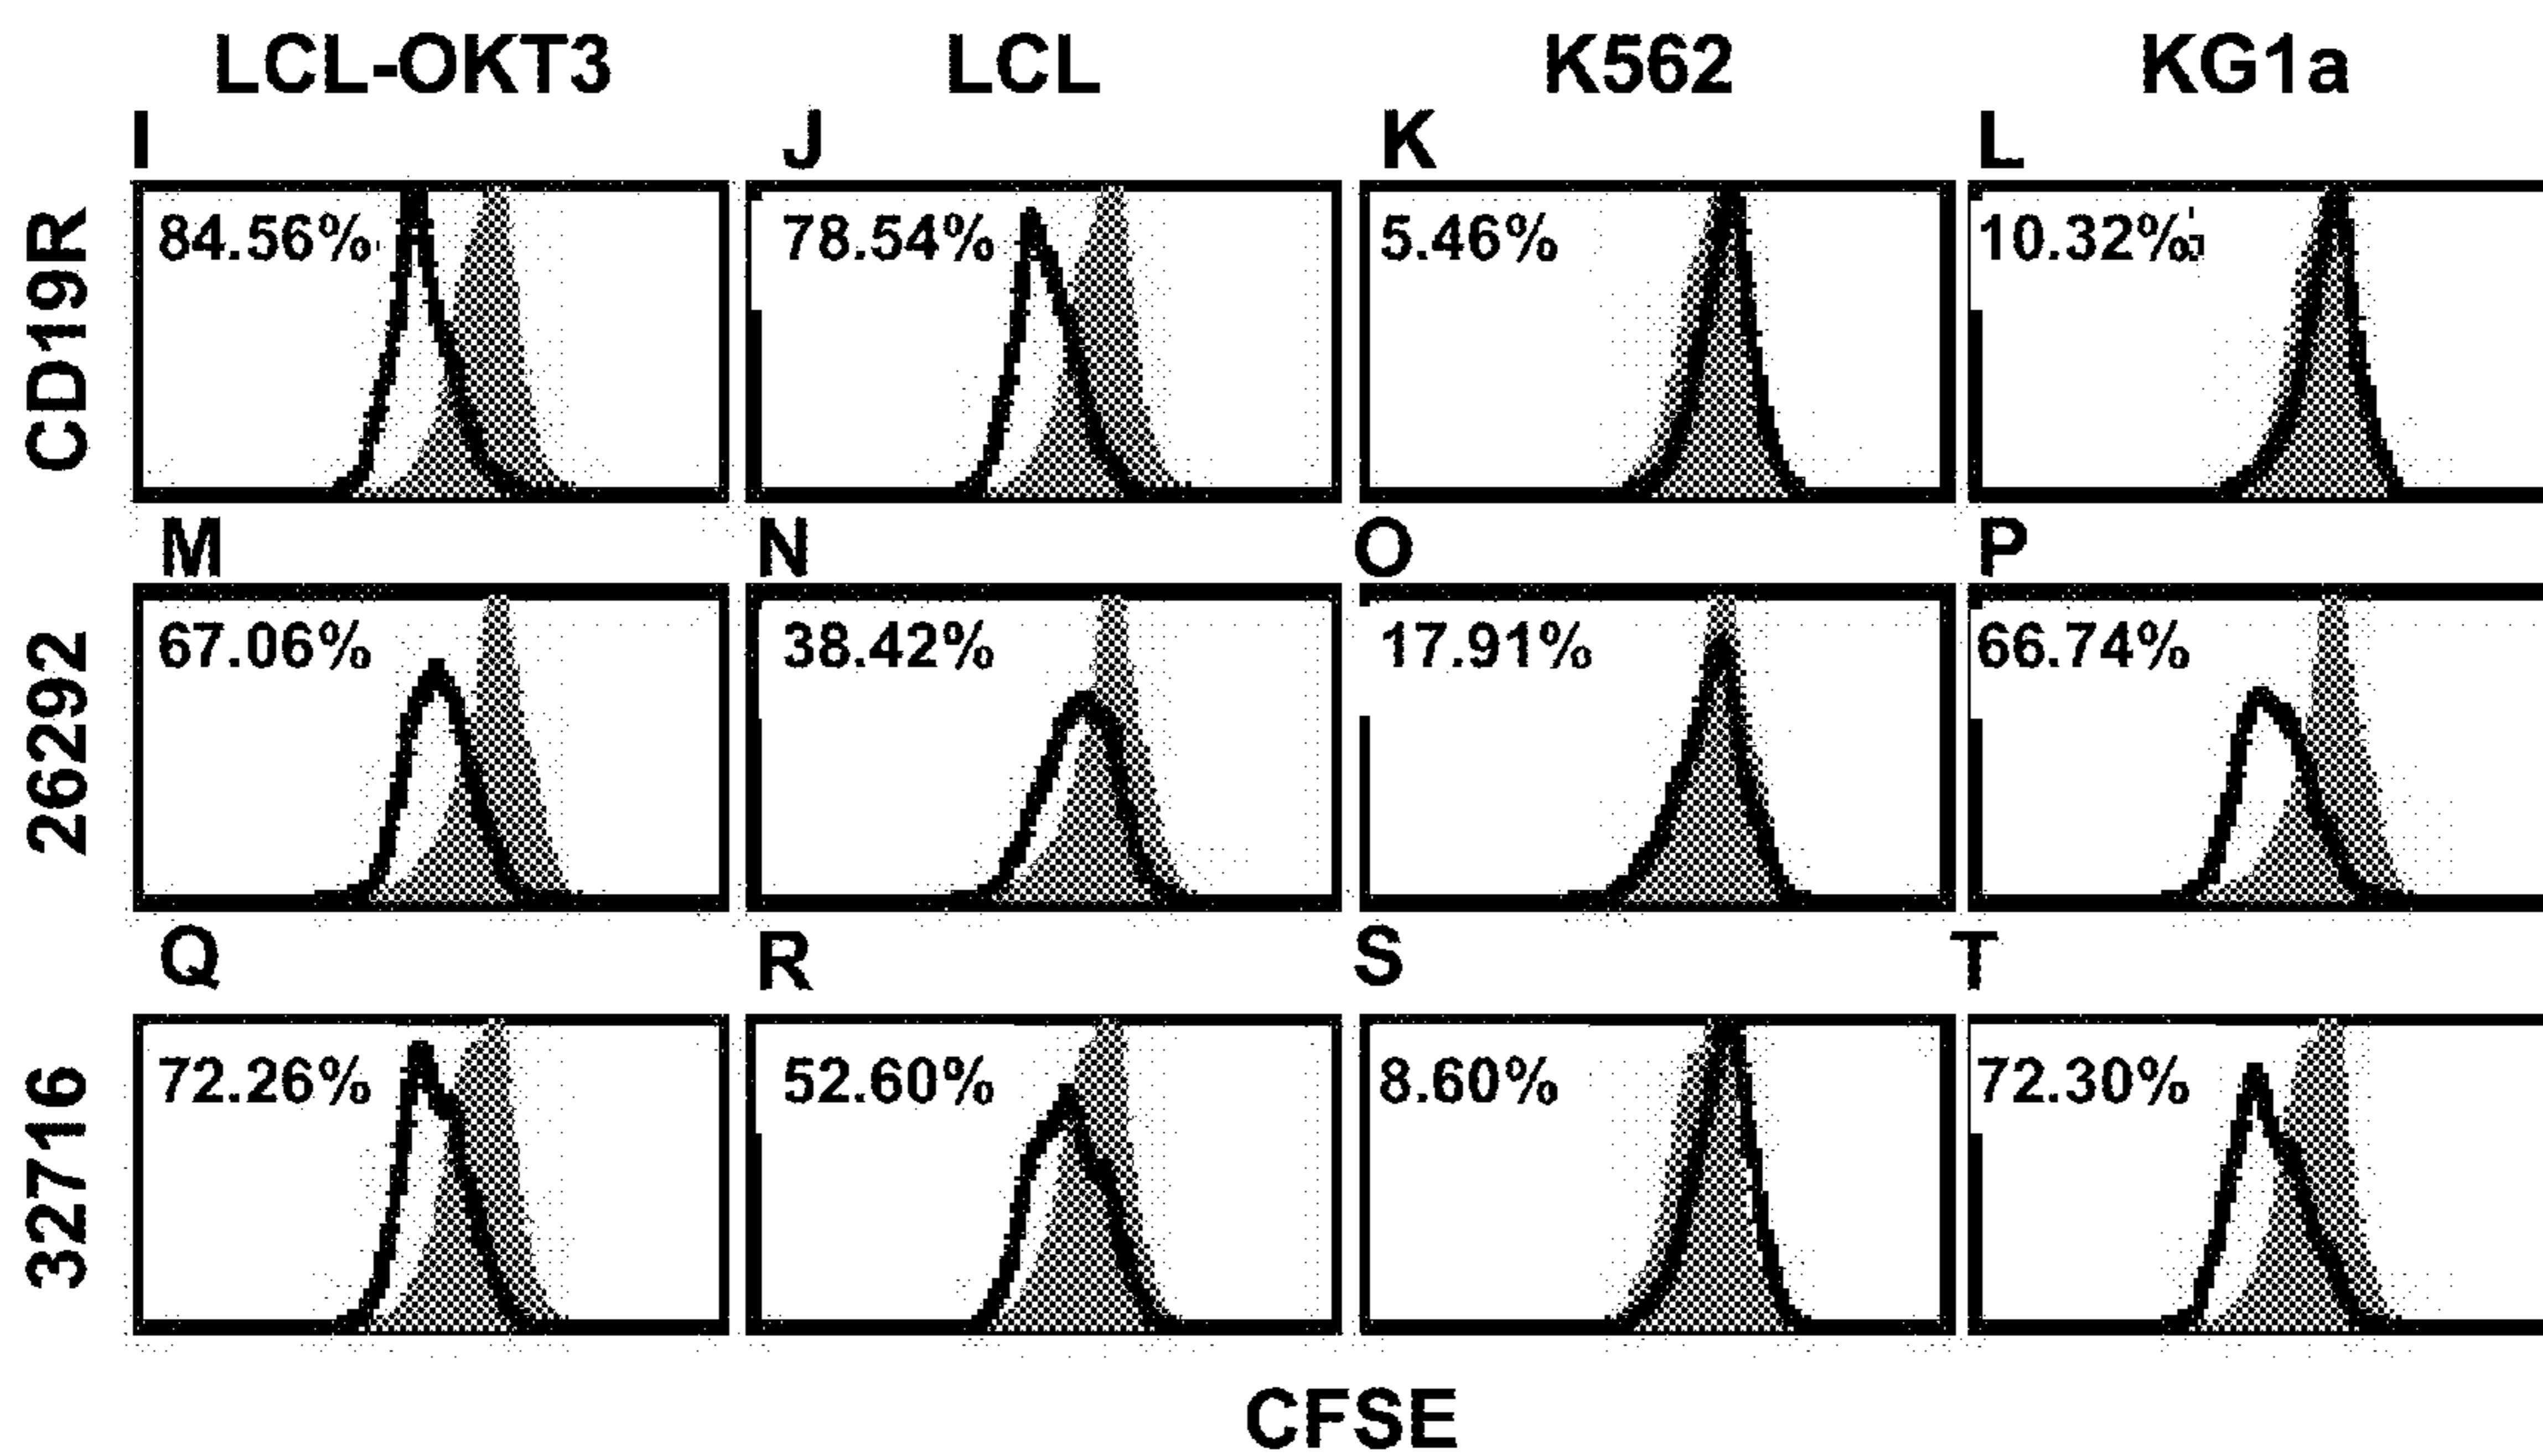 LCL-OKT3 LCL K562 KG1a
I J K L
CD19R 84.56% 78.54% 5.46% 10.32%
M N O P
26292 67.06% 38.42% 17.91% 66.74%
Q R S T
32716 72.26% 52.60% 8.60% 72.30%
CFSE